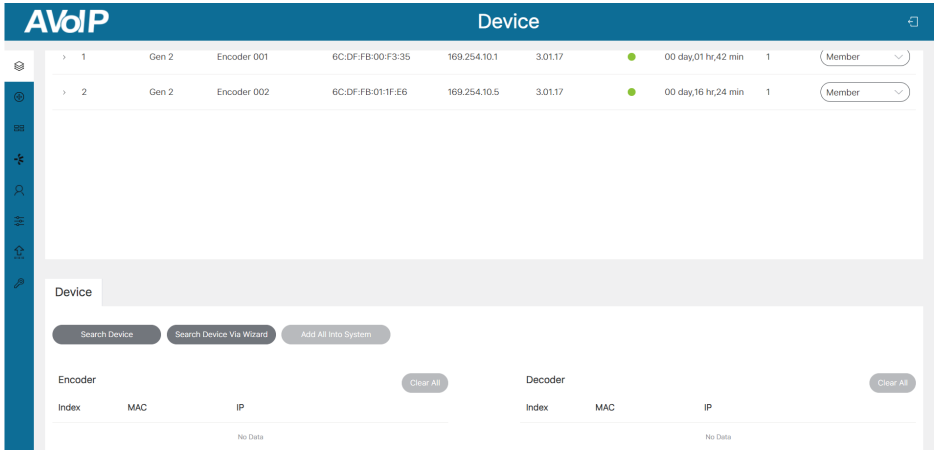 AVoIP Device
1 Gen 2 Encoder 001 6C:DF:FB:00:F3:35 169.254.10.1 3.01.17 00 day,01 hr,42 min 1 Member
2 Gen 2 Encoder 002 6C:DF:FB:01:1F:E6 169.254.10.5 3.01.17 00 day,16 hr,24 min 1 Member
Device
Search Device Search Device Via Wizard Add All Into System
Encoder Clear All Decoder Clear All
Index MAC IP Index MAC IP
No Data No Data